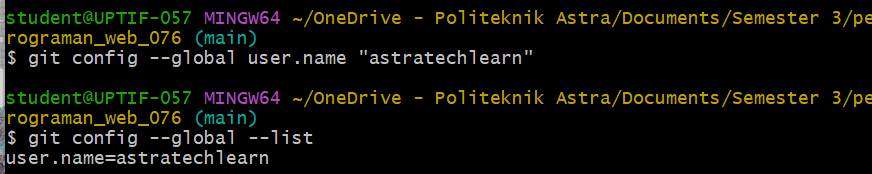 student@UPTIF-057 MINGW64 ~/OneDrive - Politeknik Astra/Documents/Semester 3/pe
rograman_web_076 (main)
$ git config --global user.name "astratechlearn"
student@UPTIF-057 MINGW64 ~/OneDrive - Politeknik Astra/Documents/Semester 3/pe
rograman_web_076 (main)
$ git config --global --list
user.name=astratechlearn